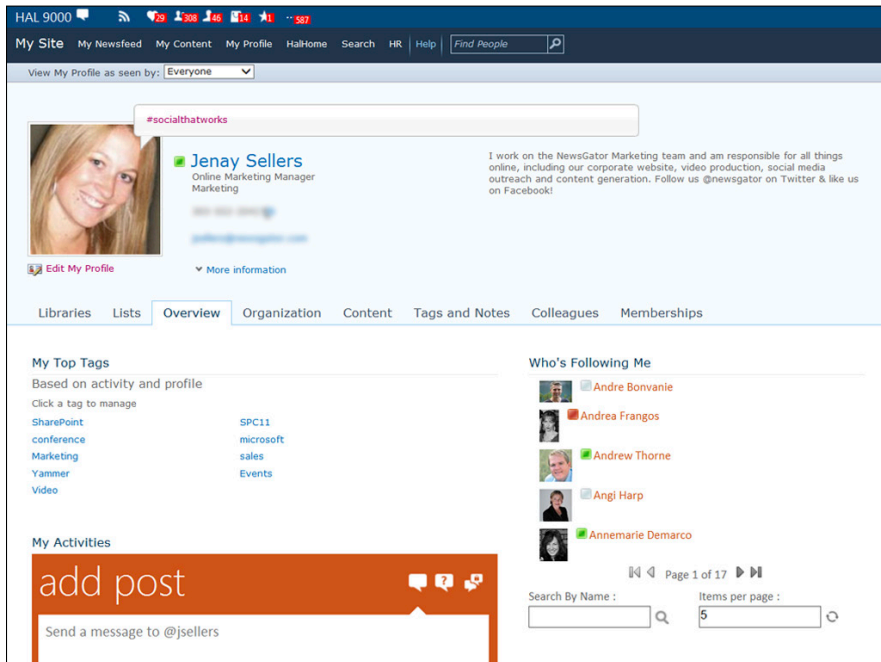 HAL 9000 29 308 46 14 1 587
My Site My Newsfeed My Content My Profile HalHome Search HR Help Find People
View My Profile as seen by: Everyone
#socialthatworks
Jenay Sellers
Online Marketing Manager
Marketing
I work on the NewsGator Marketing team and am responsible for all things
online, including our corporate website, video production, social media
outreach and content generation. Follow us @newsgator on Twitter & like us
on Facebook!
Edit My Profile
More information
Libraries Lists Overview Organization Content Tags and Notes Colleagues Memberships
My Top Tags
Based on activity and profile
Click a tag to manage
SharePoint SPC11
conference microsoft
Marketing sales
Yammer Events
Video
Who's Following Me
Andre Bonvanie
Andrea Frangos
Andrew Thorne
Angi Harp
Annemarie Demarco
Page 1 of 17
Search By Name : Items per page :
5
My Activities
add post
Send a message to @jsellers